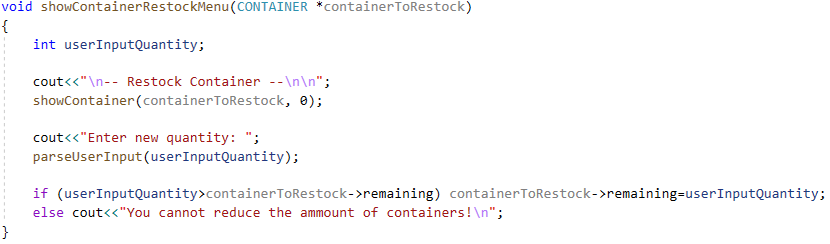 void showContainerRestockMenu(CONTAINER *containerToRestock)
{
    int userInputQuantity;
    cout<<"\n-- Restock Container --\n\n";
    showContainer(containerToRestock, 0);
    cout<<"Enter new quantity: ";
    parseUserInput(userInputQuantity);
    if (userInputQuantity>containerToRestock->remaining) containerToRestock->remaining=userInputQuantity;
    else cout<<"You cannot reduce the ammount of containers!\n";
}